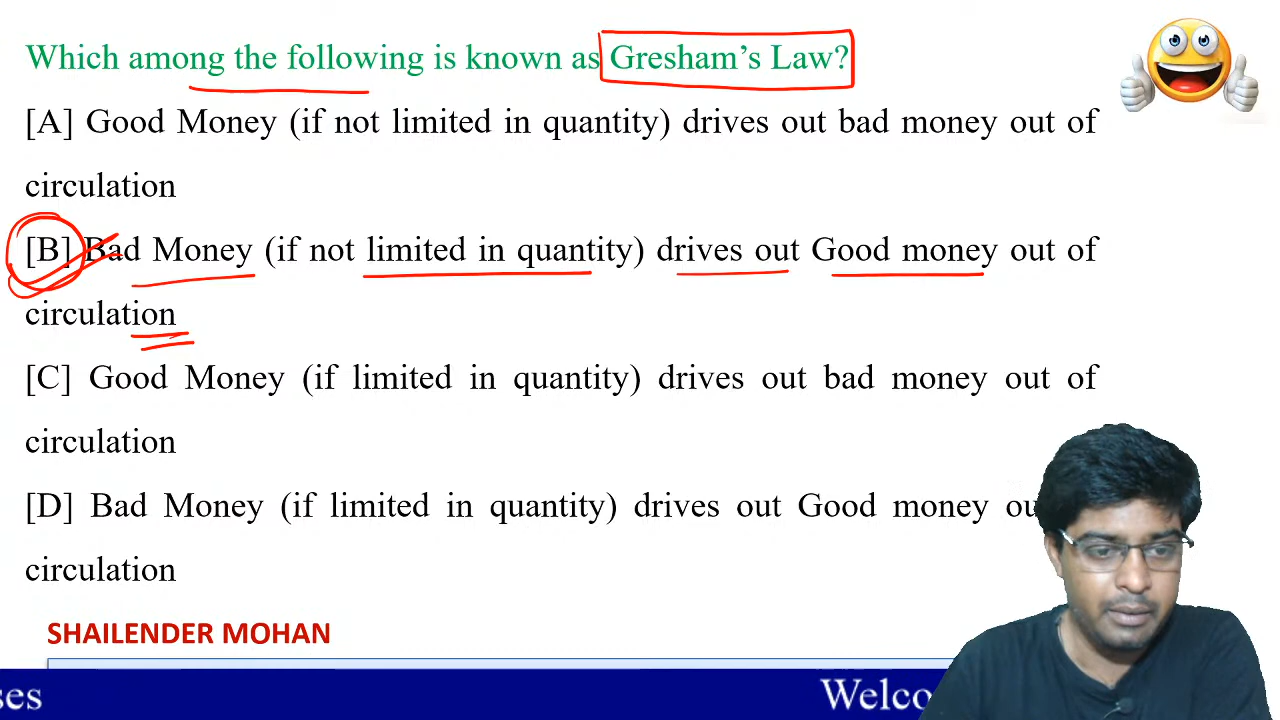 Which among the following is known as Gresham's Law?
[A] Good Money (if not limited in quantity) drives out bad money out of
circulation
[B] Bad Money (if not limited in quantity) drives out Good money out of
circulation
[C] Good Money (if limited in quantity) drives out bad money out of
circulation
[D] Bad Money (if limited in quantity) drives out Good money
circulation
SHAILENDER MOHAN